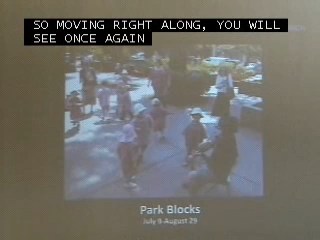 SO MOVING RIGHT ALONG, YOU WILL
SEE ONCE AGAIN
Park Blocks
July 9-August 29